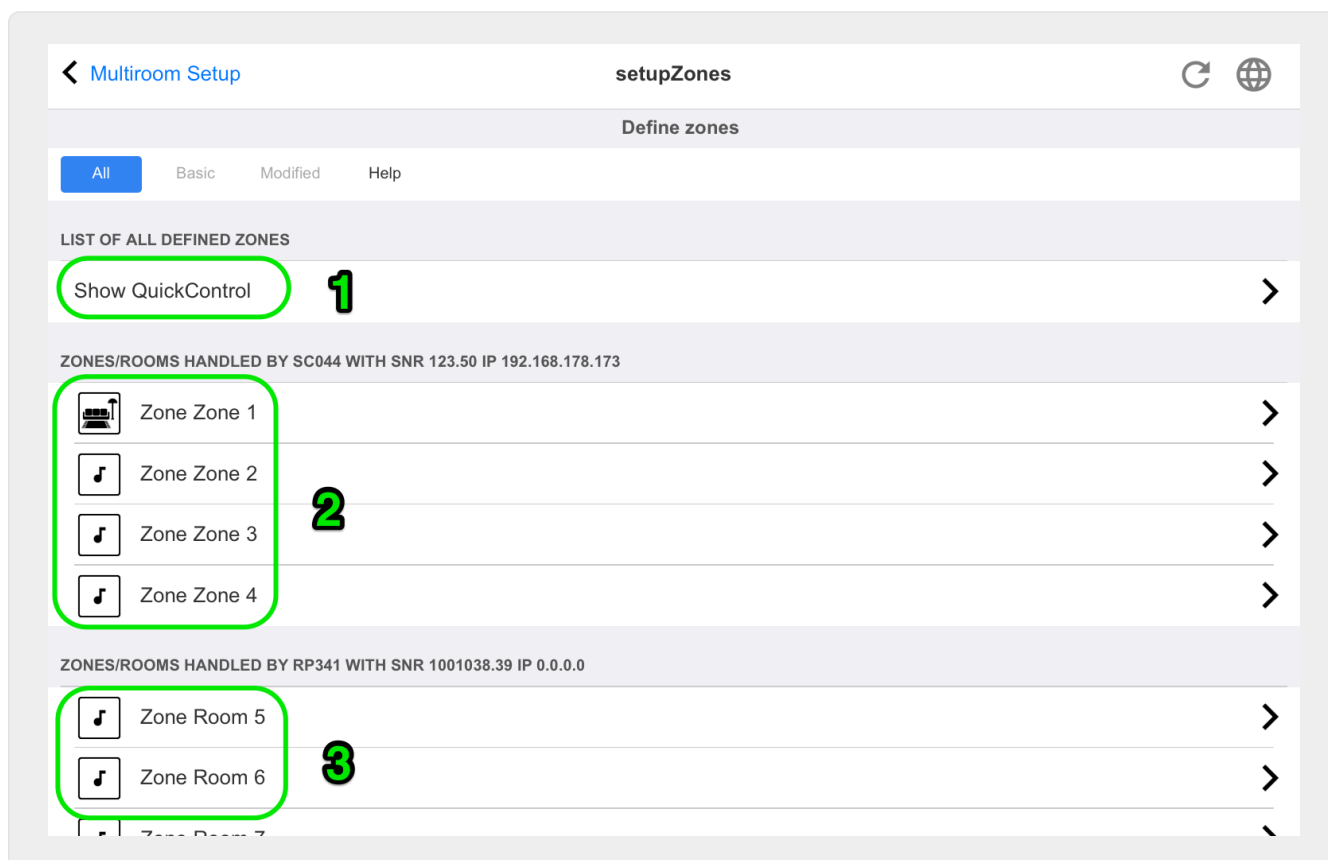 Multiroom Setup setupZones
Define zones
All Basic Modified Help
LIST OF ALL DEFINED ZONES
Show QuickControl 1
ZONES/ROOMS HANDLED BY SC044 WITH SNR 123.50 IP 192.168.178.173
Zone Zone 1
Zone Zone 2
2
Zone Zone 3
Zone Zone 4
ZONES/ROOMS HANDLED BY RP341 WITH SNR 1001038.39 IP 0.0.0.0
Zone Room 5
3
Zone Room 6
Zone Room 7